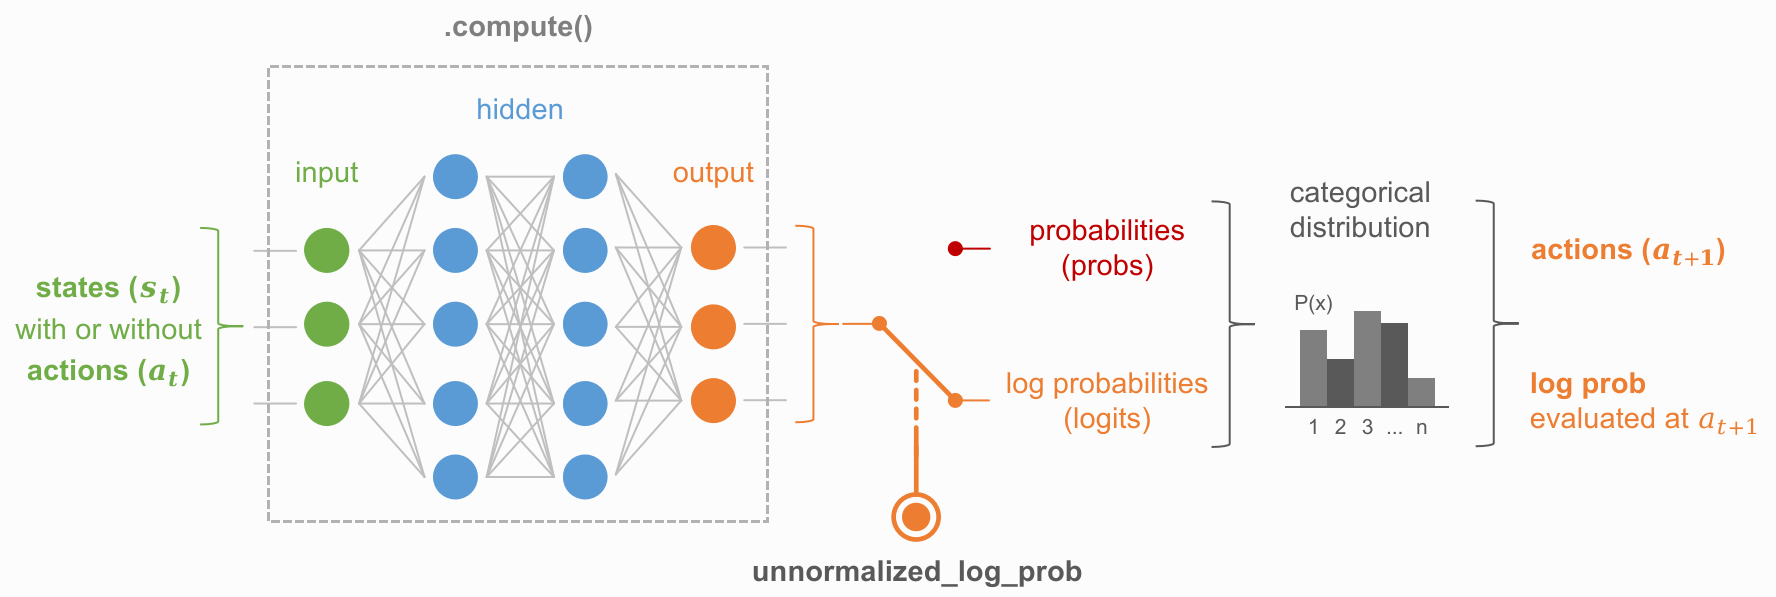 .compute()
hidden
input
output
states (s_t)
with or without
actions (a_t)
probabilities
(probs)
log probabilities
(logits)
unnormalized_log_prob
categorical
distribution
P(x)
1 2 3 ... n
actions (a_{t+1})
log prob
evaluated at a_{t+1}